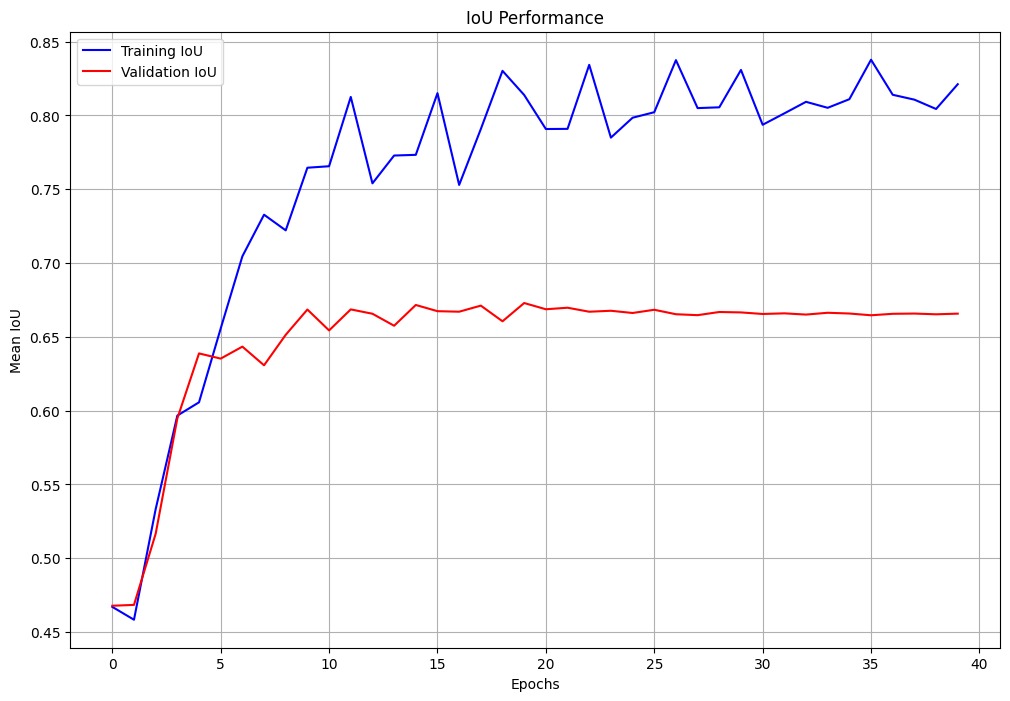 IoU Performance
Training IoU
Validation IoU
Mean IoU
0.85
0.80
0.75
0.70
0.65
0.60
0.55
0.50
0.45
0 5 10 15 20 25 30 35 40
Epochs